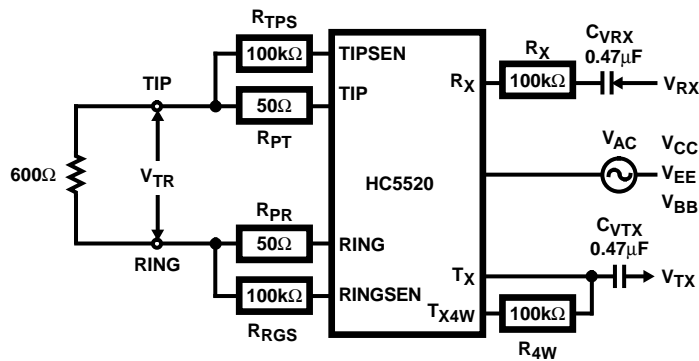 RTPS
100kΩ
TIPSEN
RX
CVRX
0.47µF
TIP
50Ω
TIP
RX
100kΩ
VRX
RPT
600Ω
VTR
HC5520
VAC
VCC
VEE
VBB
RPR
50Ω
RING
CVTX
0.47µF
RING
TX
VTX
100kΩ
RINGSEN
TX4W
100kΩ
RRGS
R4W